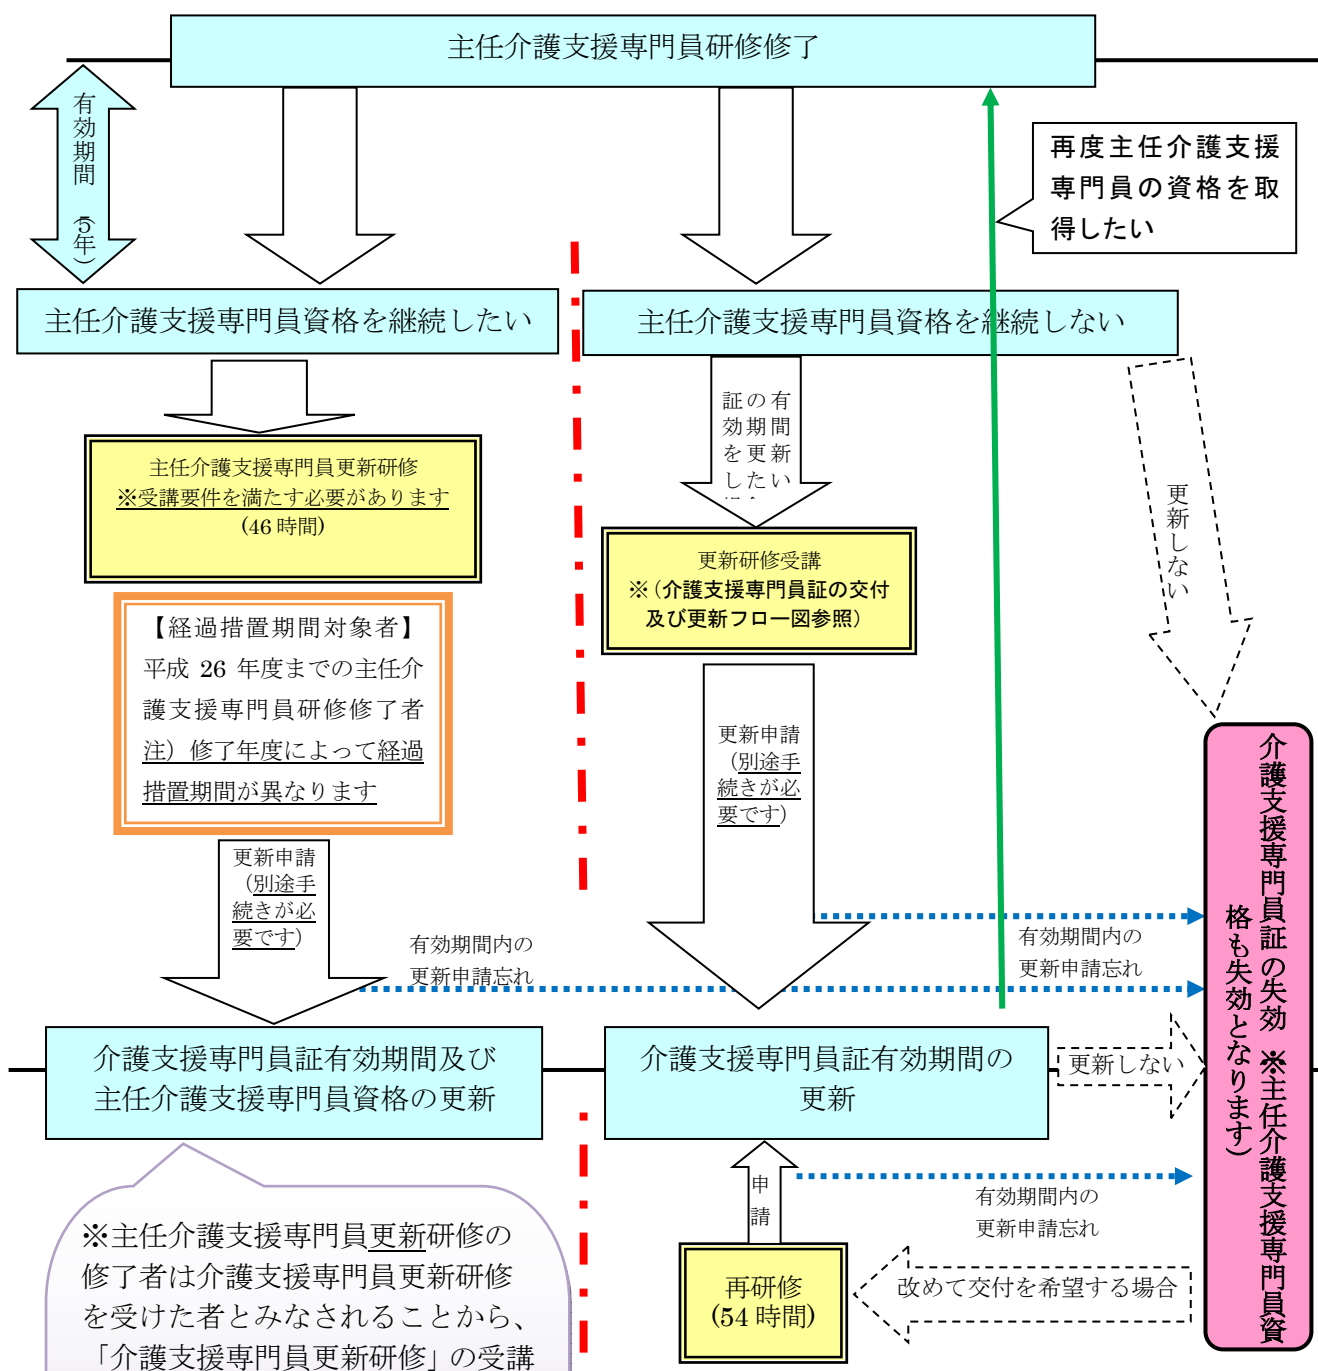 主任介護支援専門員研修修了
有効期間（５年）
再度主任介護支援
専門員の資格を取
得したい
主任介護支援専門員資格を継続したい
主任介護支援専門員資格を継続しない
証の有
効期間
を更新
したい
主任介護支援専門員更新研修
※受講要件を満たす必要があります
(46 時間)
更新しない
更新研修受講
※（介護支援専門員証の交付
及び更新フロー図参照）
【経過措置期間対象者】
平成 26 年度までの主任介
護支援専門員研修修了者
注）修了年度によって経過
措置期間が異なります
更新申請
（別途手
続きが必
要です）
更新申請
（別途手
続きが必
要です）
介護支援専門員証の失効 ※主任介護支援専門員資
格も失効となります）
有効期間内の
更新申請忘れ
有効期間内の
更新申請忘れ
介護支援専門員証有効期間及び
主任介護支援専門員資格の更新
介護支援専門員証有効期間の
更新
更新しない
申
請
有効期間内の
更新申請忘れ
※主任介護支援専門員更新研修の
修了者は介護支援専門員更新研修
を受けた者とみなされることから、
「介護支援専門員更新研修」の受講
再研修
(54 時間)
改めて交付を希望する場合